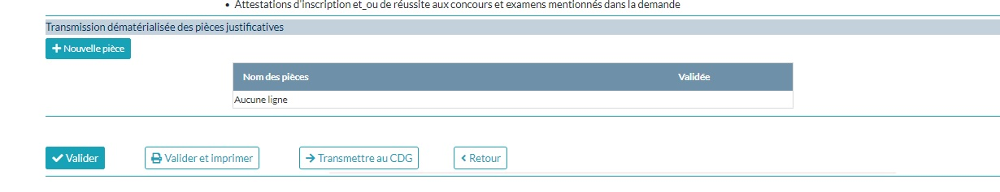 • Attestations d'inscription et_ou de réussite aux concours et examens mentionnés dans la demande
Transmission dématérialisée des pièces justificatives
+ Nouvelle pièce
Nom des pièces Validée
Aucune ligne
Valider Valider et imprimer Transmettre au CDG Retour